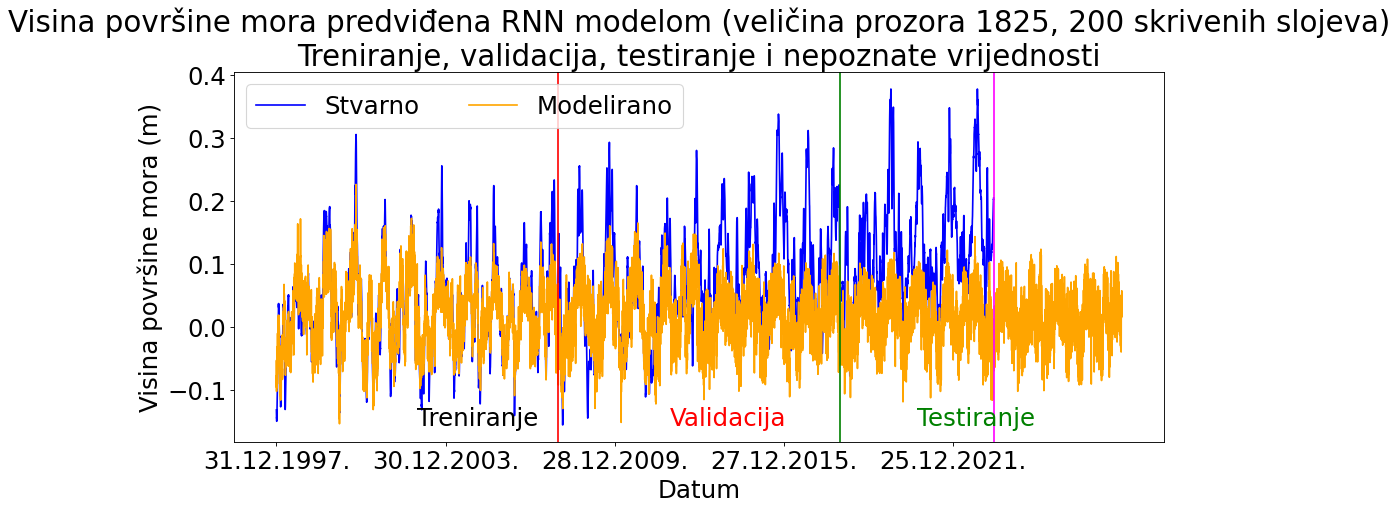 Visina površine mora predviđena RNN modelom (veličina prozora 1825, 200 skrivenih slojeva)
Treniranje, validacija, testiranje i nepoznate vrijednosti
Stvarno
Modelirano
Visina površine mora (m)
0.4
0.3
0.2
0.1
0.0
−0.1
Treniranje
Validacija
Testiranje
31.12.1997.
30.12.2003.
28.12.2009.
27.12.2015.
25.12.2021.
Datum